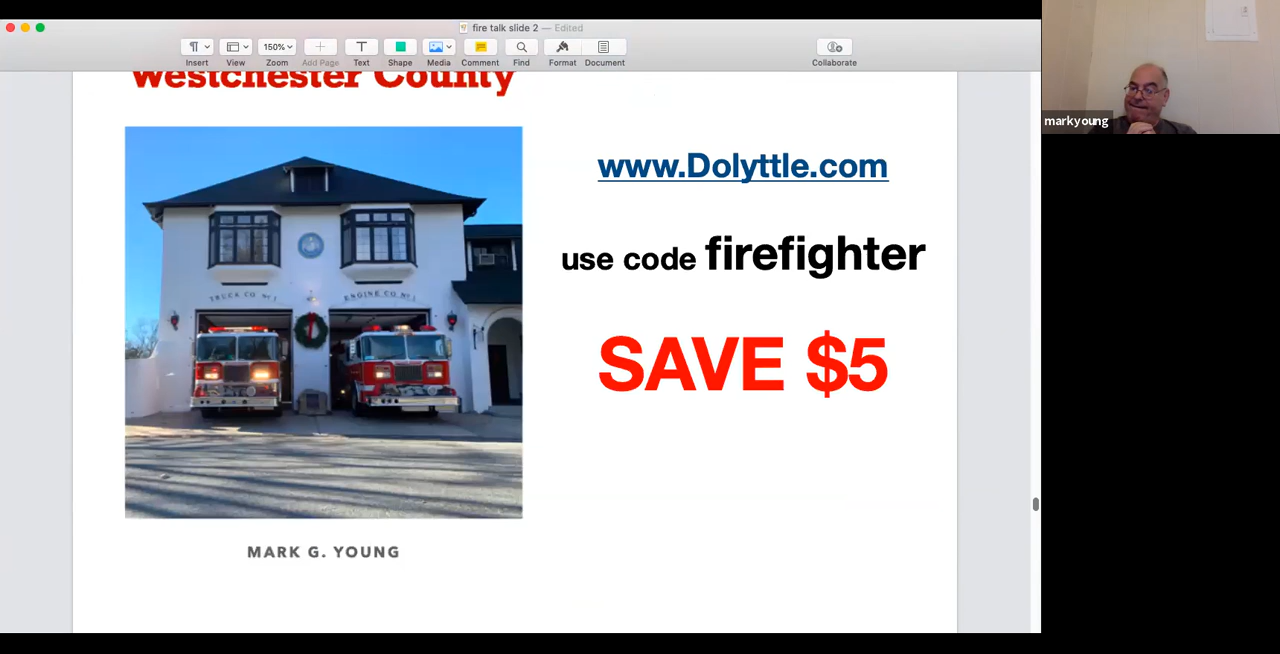 fire talk slide 2 — Edited
150%
Insert View Zoom Add Page Text Shape Media Comment Find Format Document Collaborate
Westchester County
www.Dolyttle.com
use code firefighter
SAVE $5
TRUCK CO Nº 1 ENGINE CO Nº 1
MARK G. YOUNG
markyoung